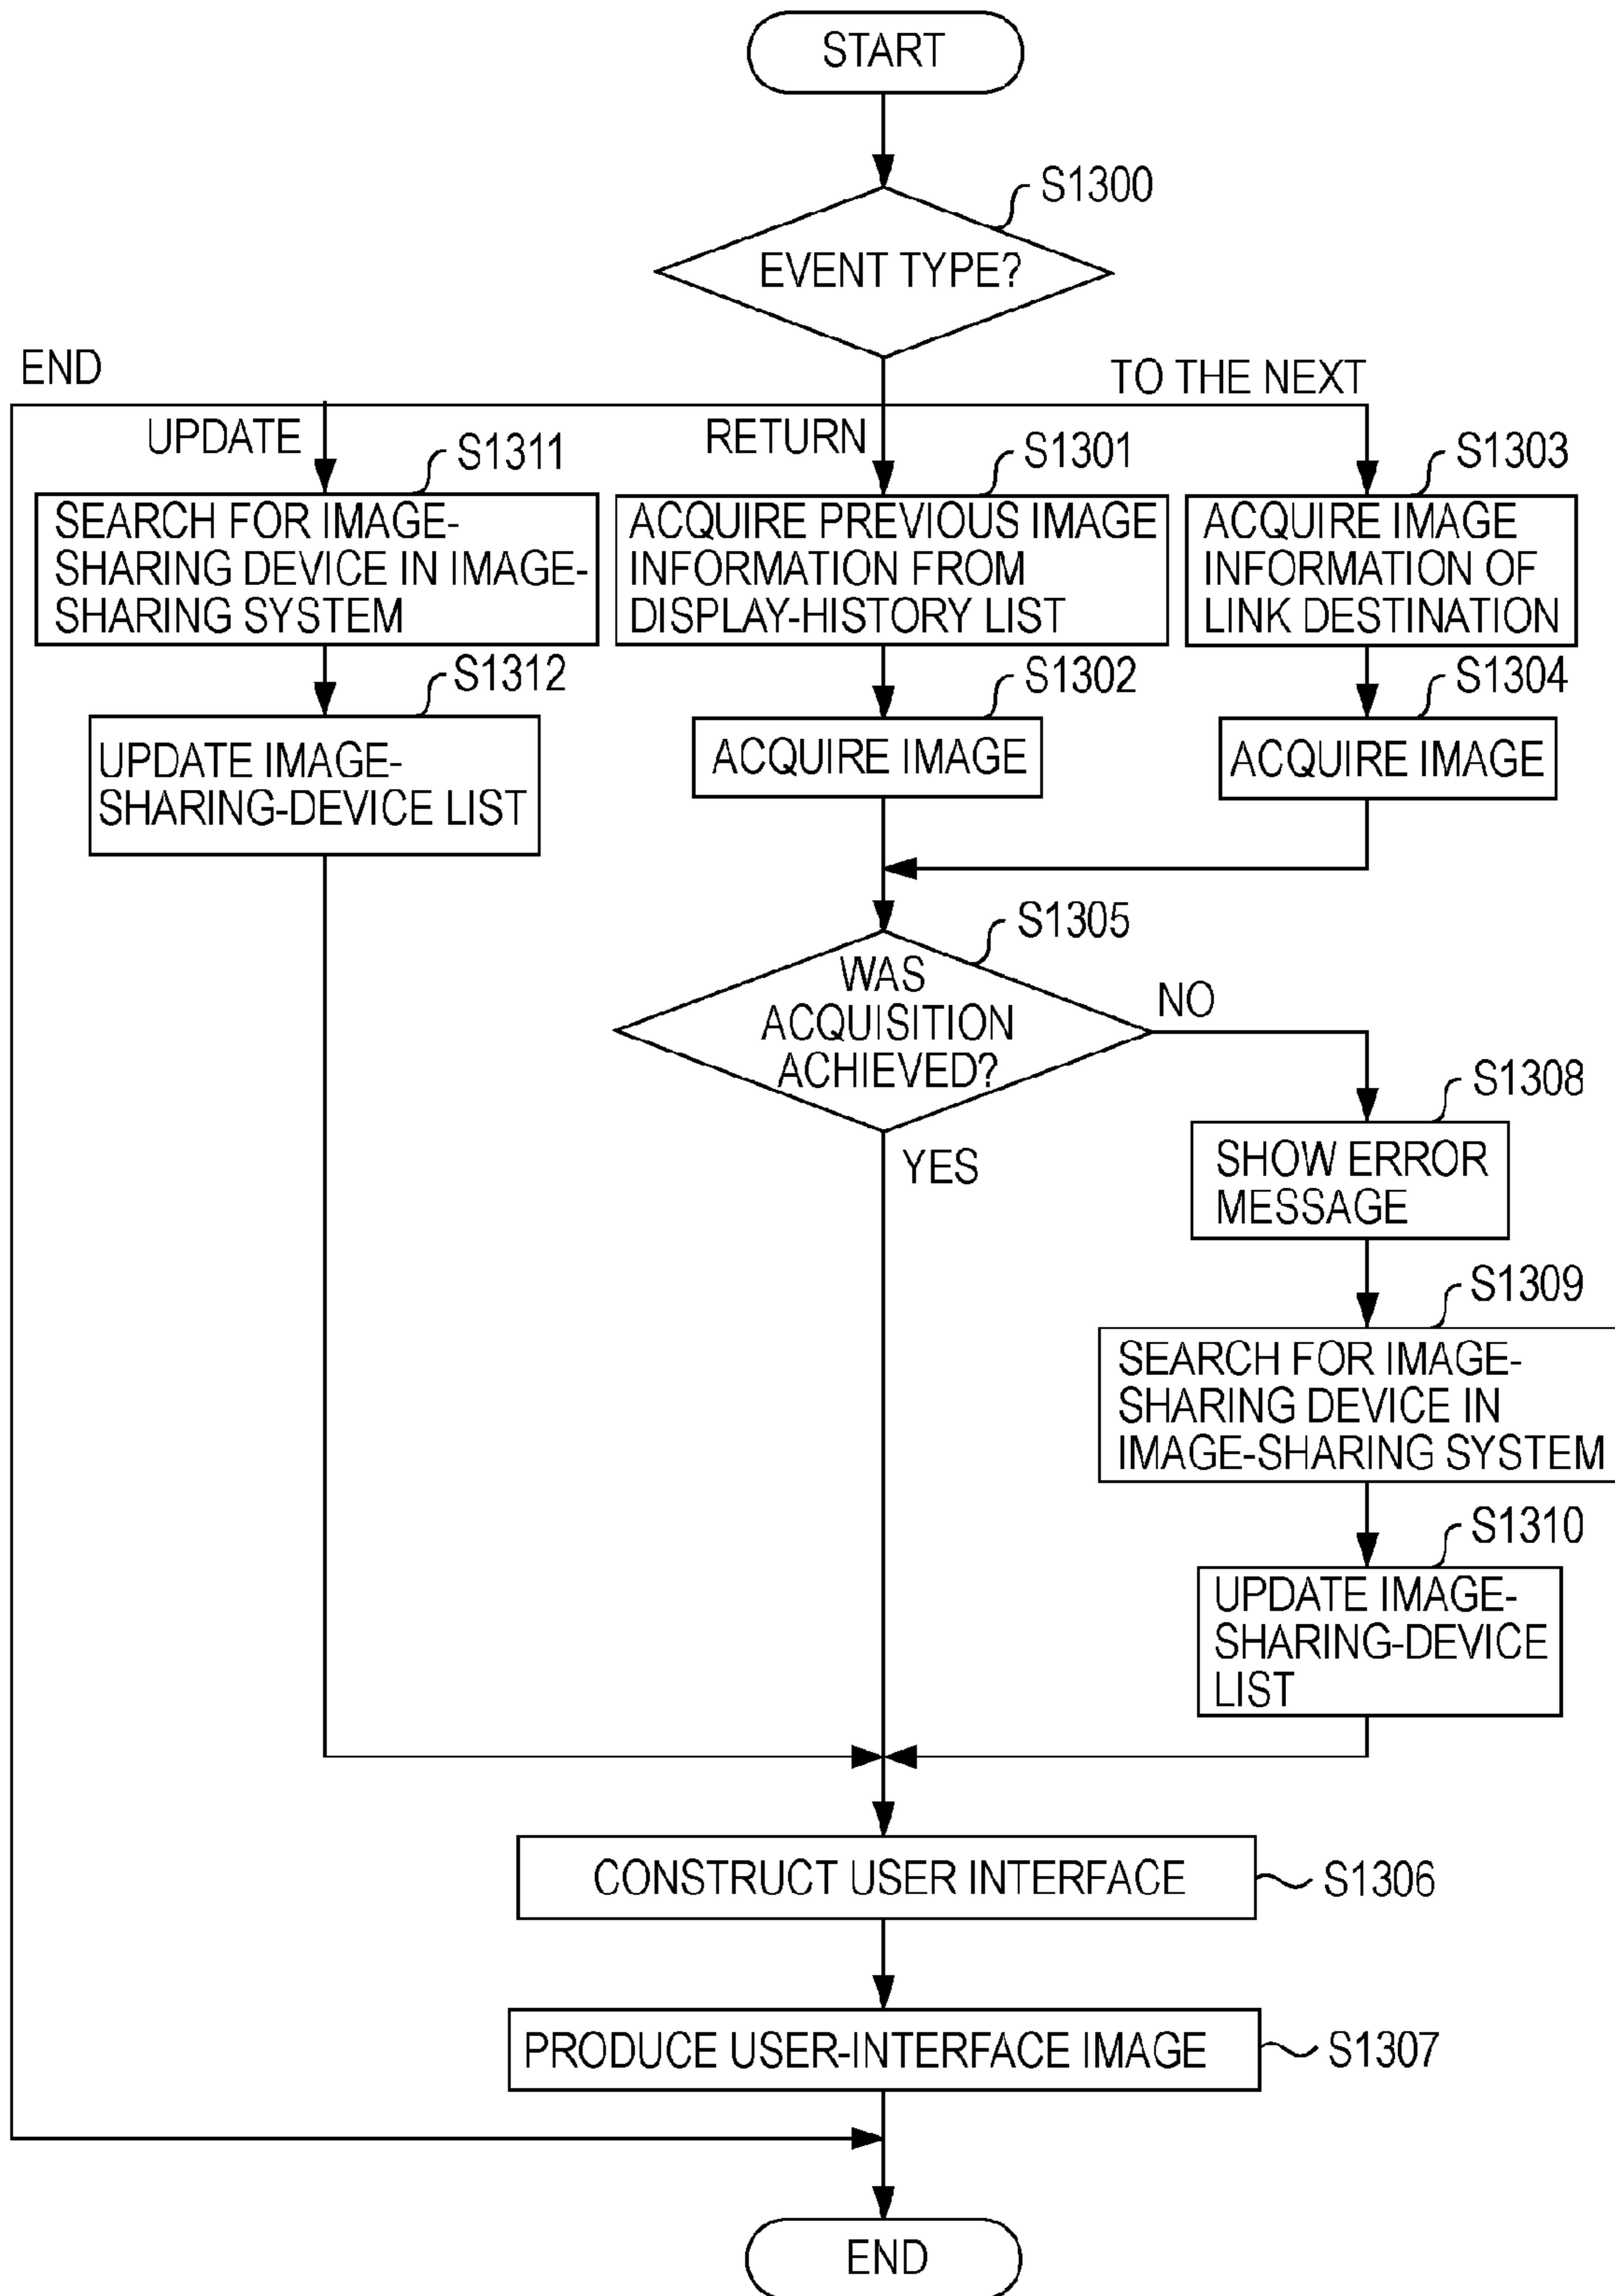 START
S1300
EVENT TYPE?
END
TO THE NEXT
UPDATE
RETURN
S1311
S1301
S1303
SEARCH FOR IMAGE-
SHARING DEVICE IN IMAGE-
SHARING SYSTEM
ACQUIRE PREVIOUS IMAGE
INFORMATION FROM
DISPLAY-HISTORY LIST
ACQUIRE IMAGE
INFORMATION OF
LINK DESTINATION
S1312
S1302
S1304
UPDATE IMAGE-
SHARING-DEVICE LIST
ACQUIRE IMAGE
ACQUIRE IMAGE
S1305
WAS
ACQUISITION
ACHIEVED?
NO
YES
S1308
SHOW ERROR
MESSAGE
S1309
SEARCH FOR IMAGE-
SHARING DEVICE IN
IMAGE-SHARING SYSTEM
S1310
UPDATE IMAGE-
SHARING-DEVICE
LIST
CONSTRUCT USER INTERFACE
S1306
PRODUCE USER-INTERFACE IMAGE
S1307
END